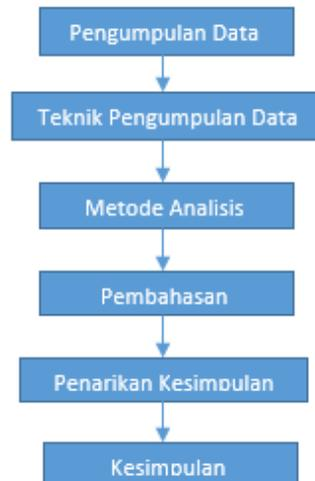 Pengumpulan Data
Teknik Pengumpulan Data
Metode Analisis
Pembahasan
Penarikan Kesimpulan
Kesimpulan